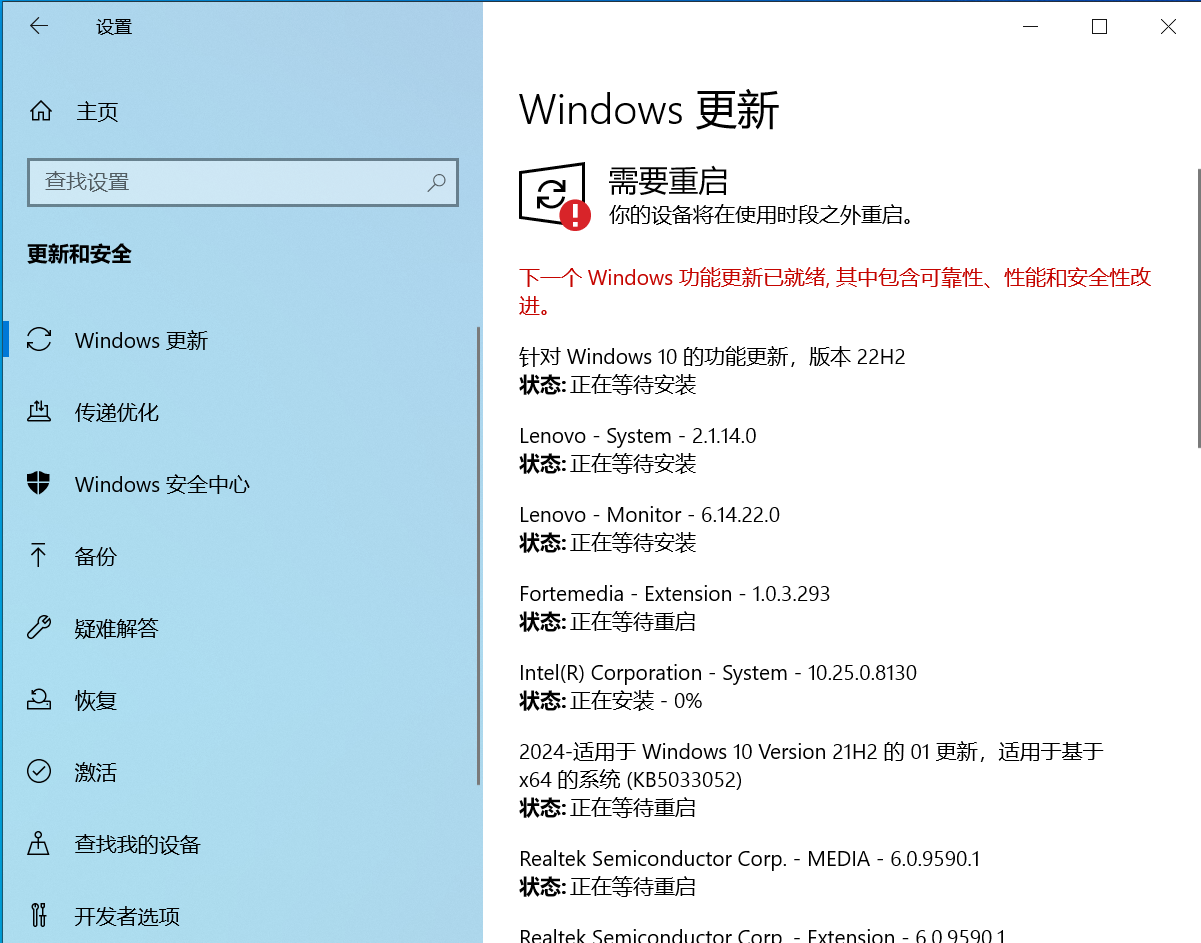 设置
主页
查找设置
更新和安全
Windows 更新
传递优化
Windows 安全中心
备份
疑难解答
恢复
激活
查找我的设备
开发者选项
Windows 更新
需要重启
你的设备将在使用时段之外重启。
下一个 Windows 功能更新已就绪, 其中包含可靠性、性能和安全性改
进。
针对 Windows 10 的功能更新，版本 22H2
状态: 正在等待安装
Lenovo - System - 2.1.14.0
状态: 正在等待安装
Lenovo - Monitor - 6.14.22.0
状态: 正在等待安装
Fortemedia - Extension - 1.0.3.293
状态: 正在等待重启
Intel(R) Corporation - System - 10.25.0.8130
状态: 正在安装 - 0%
2024-适用于 Windows 10 Version 21H2 的 01 更新，适用于基于
x64 的系统 (KB5033052)
状态: 正在等待重启
Realtek Semiconductor Corp. - MEDIA - 6.0.9590.1
状态: 正在等待重启
Realtek Semiconductor Corp. - Extension - 6.0.9590.1